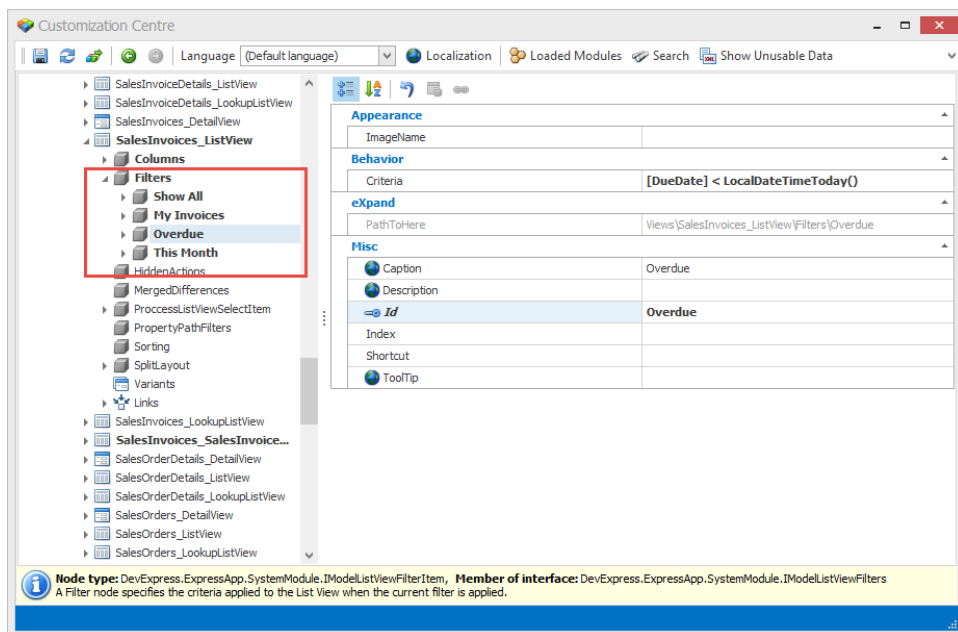 Customization Centre
Language (Default language) Localization Loaded Modules Search Show Unusable Data
SalesInvoiceDetails_ListView
SalesInvoiceDetails_LookupListView
SalesInvoices_DetailView
SalesInvoices_ListView
Columns
Filters
Show All
My Invoices
Overdue
This Month
HiddenActions
MergedDifferences
ProccessListViewSelectItem
PropertyPathFilters
Sorting
SplitLayout
Variants
Links
SalesInvoices_LookupListView
SalesInvoices_SalesInvoice...
SalesOrderDetails_DetailView
SalesOrderDetails_ListView
SalesOrderDetails_LookupListView
SalesOrders_DetailView
SalesOrders_ListView
SalesOrders_LookupListView
Appearance
ImageName
Behavior
Criteria [DueDate] < LocalDateTimeToday()
eXpand
PathToHere Views\SalesInvoices_ListView\Filters\Overdue
Misc
Caption Overdue
Description
Id Overdue
Index
Shortcut
ToolTip
Node type: DevExpress.ExpressApp.SystemModule.IModelListViewFilterItem, Member of interface: DevExpress.ExpressApp.SystemModule.IModelListViewFilters
A Filter node specifies the criteria applied to the List View when the current filter is applied.